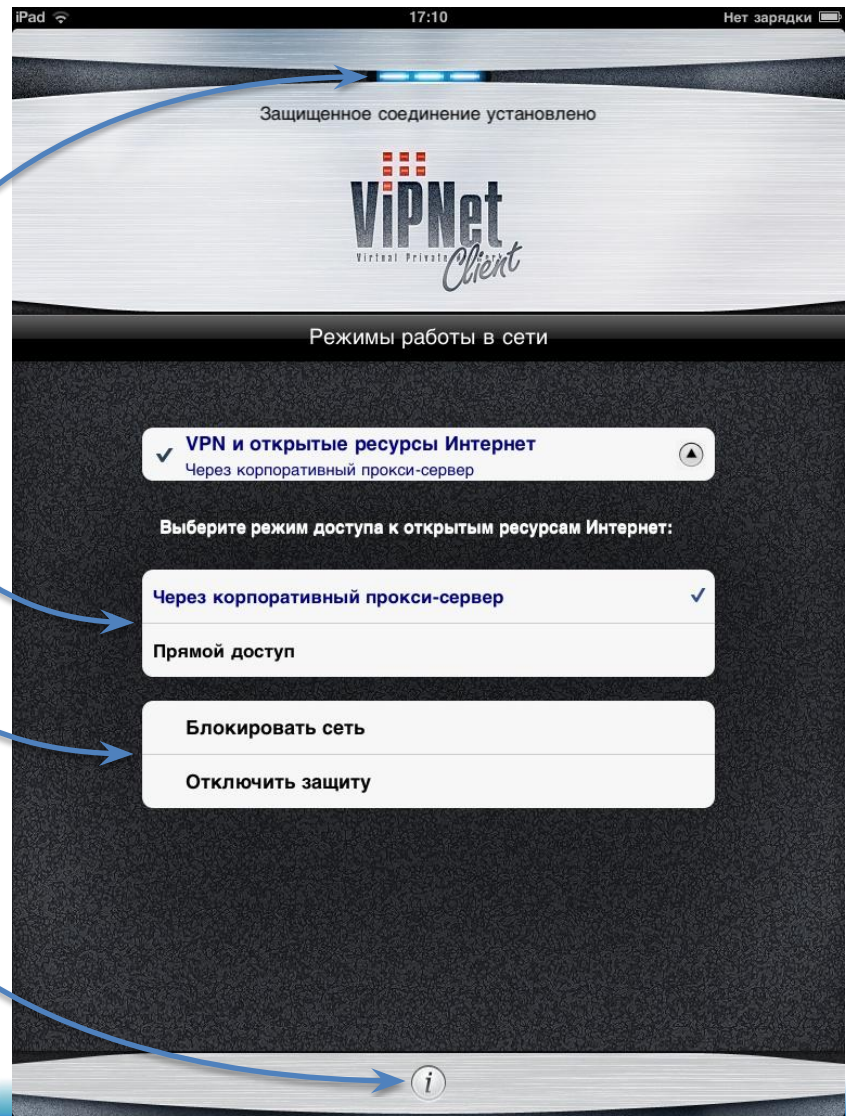 iPad 17:10 Нет зарядки
Защищенное соединение установлено
ViPNet
Virtual Private Network
Client
Режимы работы в сети
VPN и открытые ресурсы Интернет
Через корпоративный прокси-сервер
Выберите режим доступа к открытым ресурсам Интернет:
Через корпоративный прокси-сервер
Прямой доступ
Блокировать сеть
Отключить защиту
i